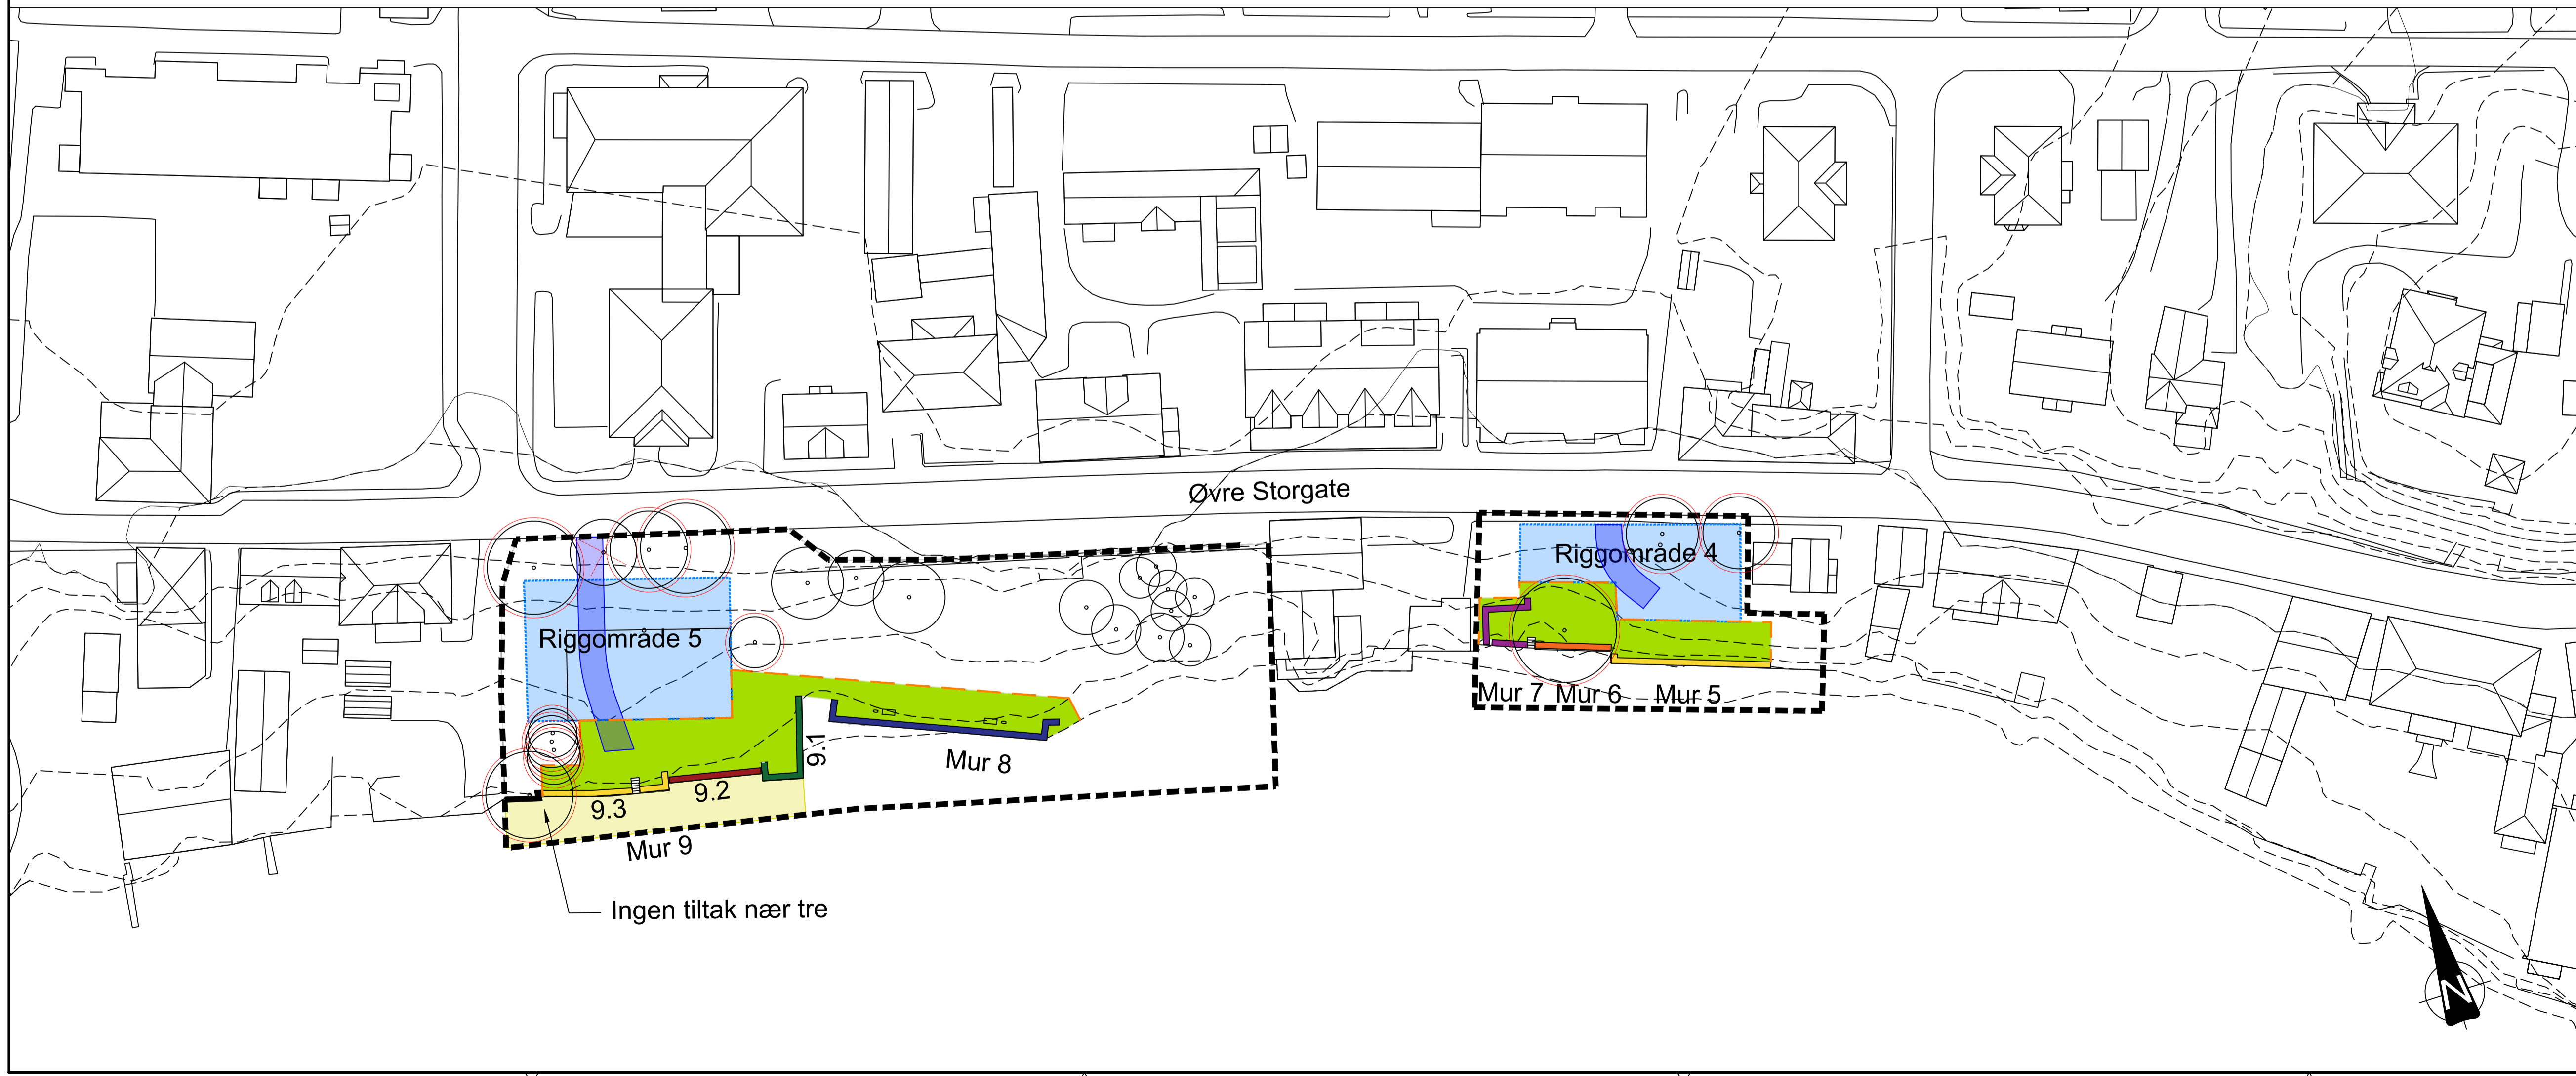 Øvre Storgate
Riggområde 4
Riggområde 5
Mur 7 Mur 6 Mur 5
9.1
Mur 8
9.2
9.3
Mur 9
Ingen tiltak nær tre
N